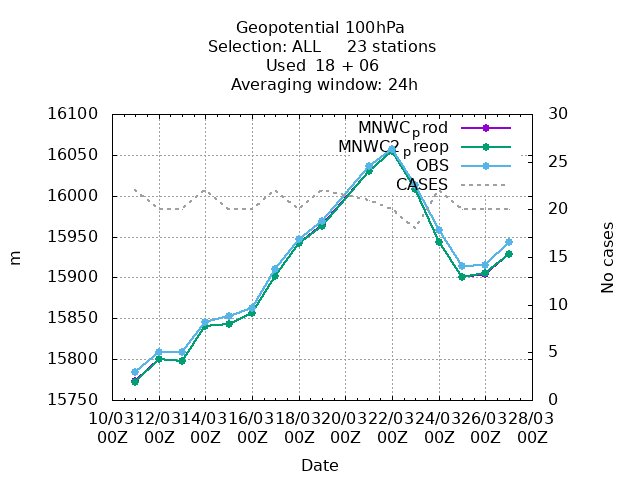 Geopotential 100hPa
Selection: ALL     23 stations
Used  18 + 06
Averaging window: 24h
MNWCprod
MNWC2preop
OBS
CASES
16100
16050
16000
15950
15900
15850
15800
15750
m
30
25
20
15
10
5
0
No cases
10/03 12/03 14/03 16/03 18/03 20/03 22/03 24/03 26/03 28/03
00Z 00Z 00Z 00Z 00Z 00Z 00Z 00Z 00Z 00Z
Date